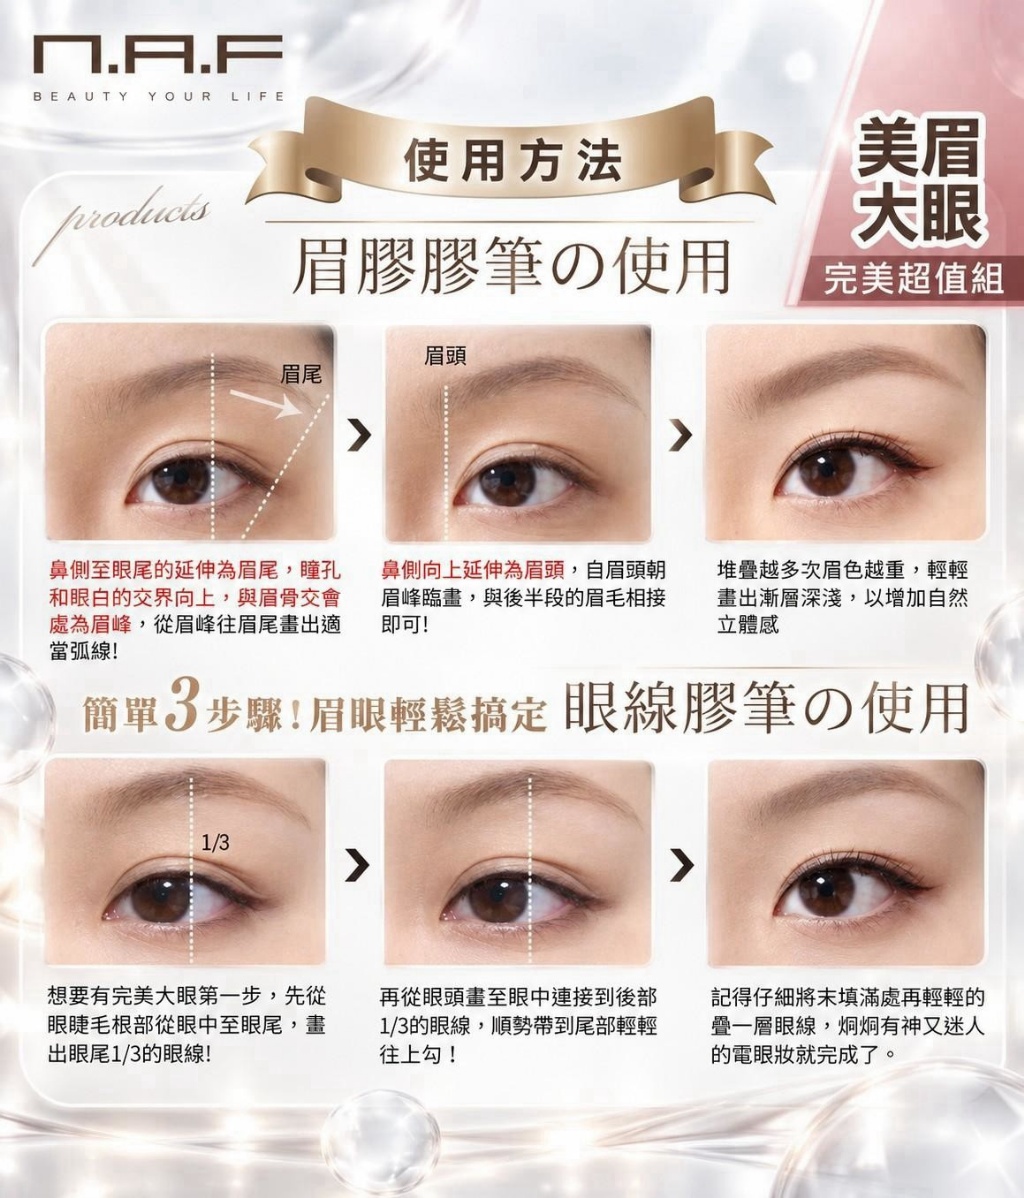 n.A.F
BEAUTY YOUR LIFE
使用方法
美眉
大眼
完美超值組
products
眉膠膠筆の使用
眉尾
眉頭
鼻側至眼尾的延伸為眉尾，瞳孔
和眼白的交界向上，與眉骨交會
處為眉峰，從眉峰往眉尾畫出適
當弧線!
鼻側向上延伸為眉頭，自眉頭朝
眉峰臨畫，與後半段的眉毛相接
即可!
堆疊越多次眉色越重，輕輕
畫出漸層深淺，以增加自然
立體感
簡單3步驟!眉眼輕鬆搞定 眼線膠筆の使用
1/3
想要有完美大眼第一步，先從
眼睫毛根部從眼中至眼尾，畫
出眼尾1/3的眼線!
再從眼頭畫至眼中連接到後部
1/3的眼線，順勢帶到尾部輕輕
往上勾！
記得仔細將末填滿處再輕輕的
疊一層眼線，炯炯有神又迷人
的電眼妝就完成了。